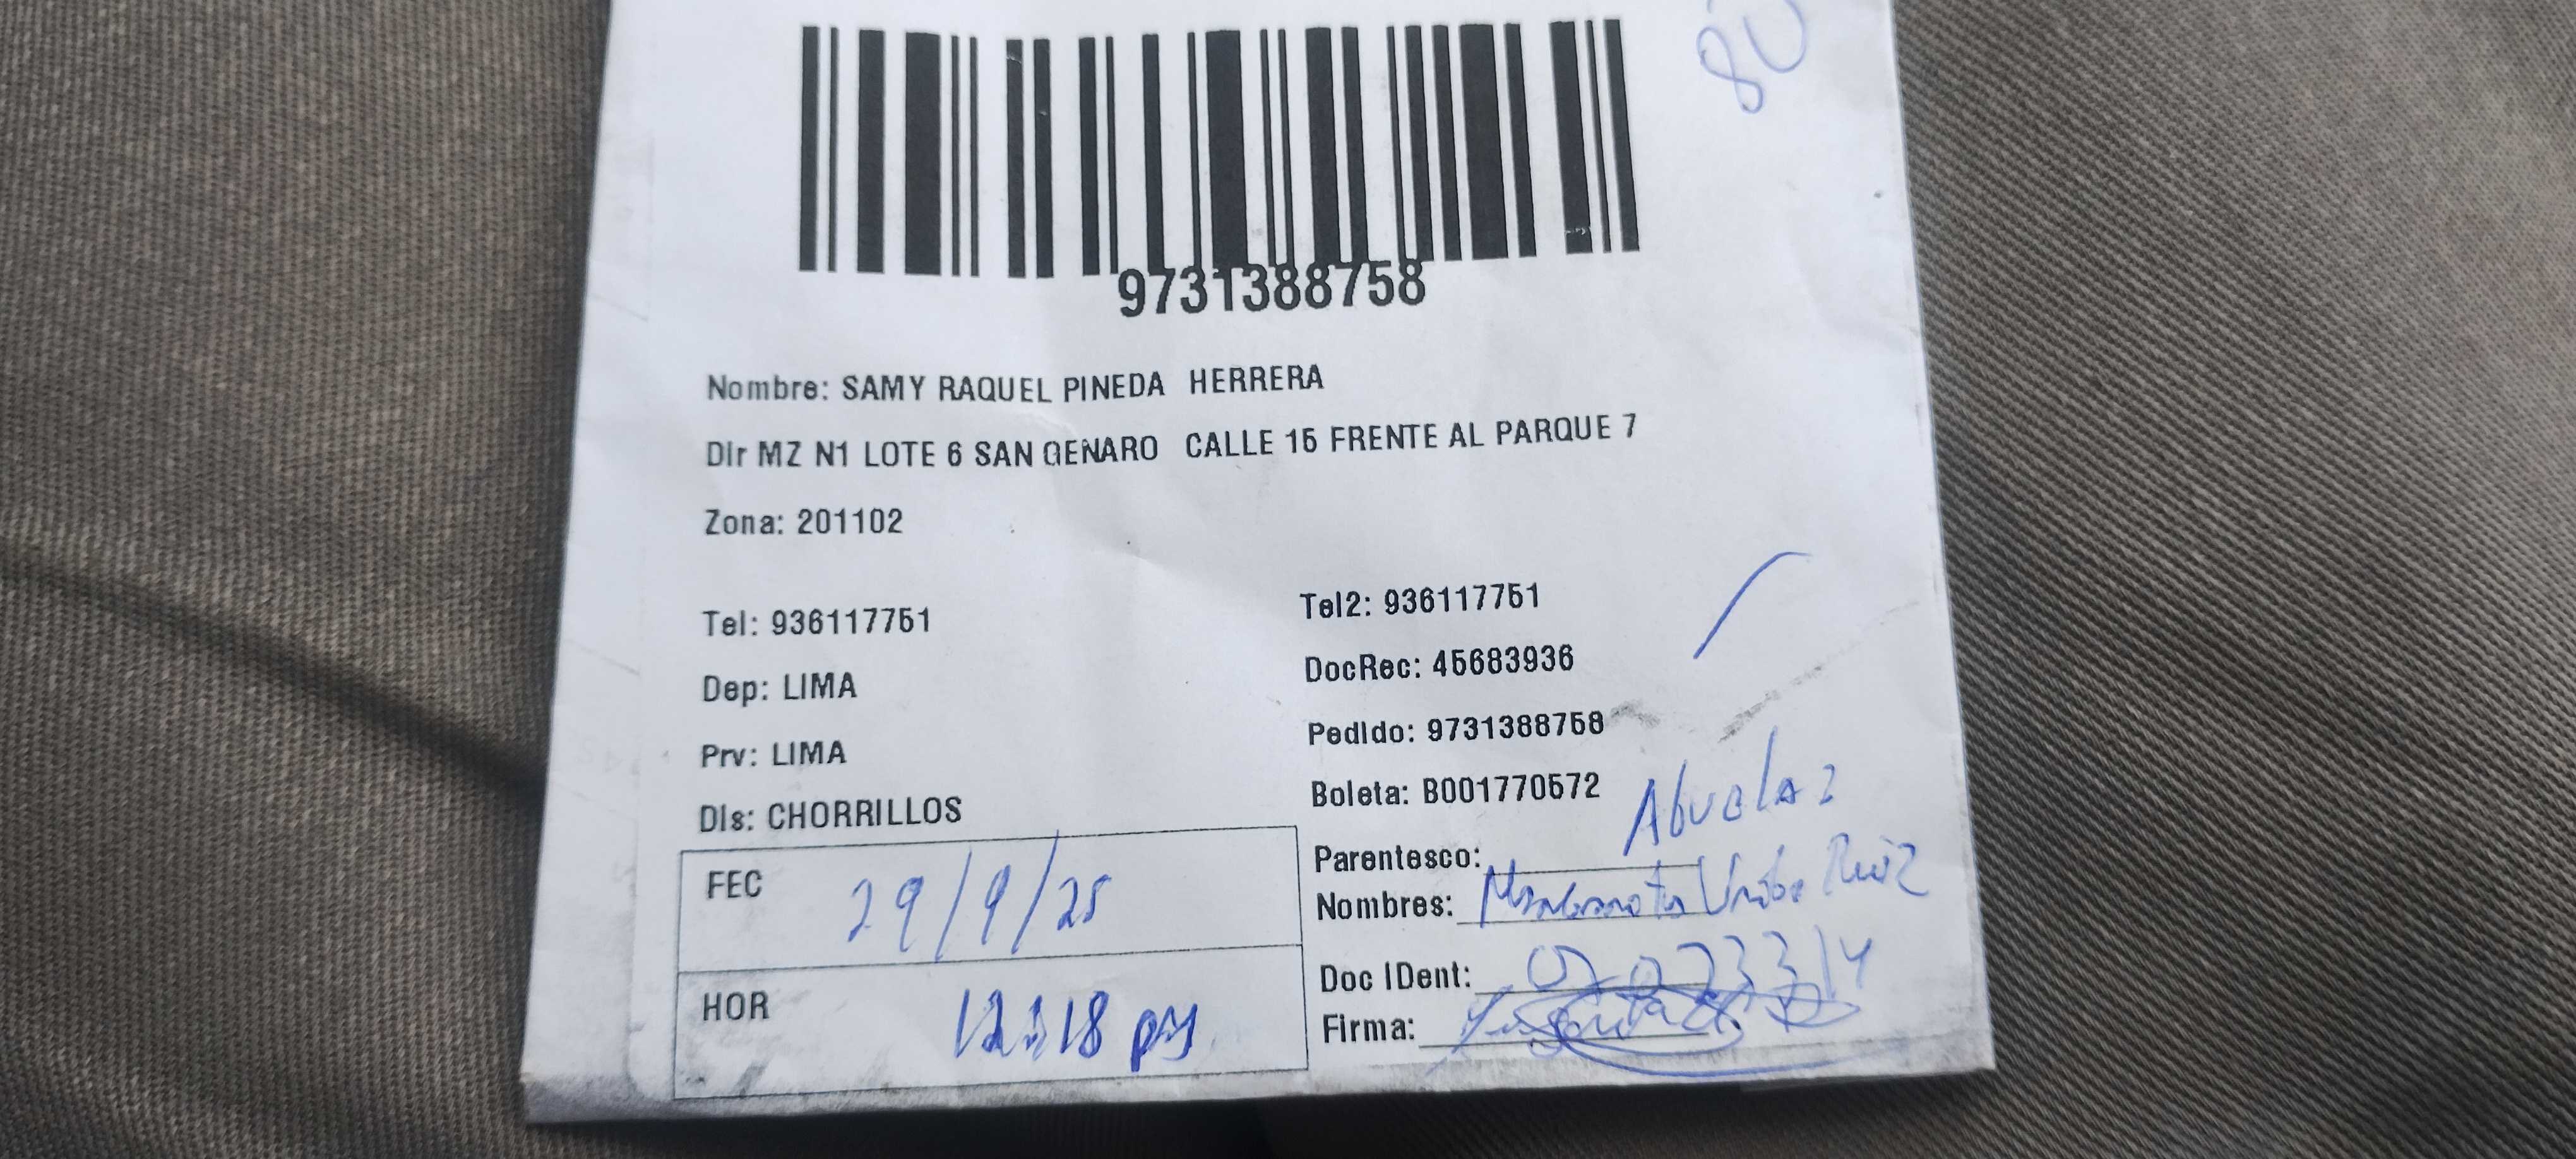 80
9731388758
Nombre: SAMY RAQUEL PINEDA HERRERA
Dir MZ N1 LOTE 6 SAN GENARO CALLE 15 FRENTE AL PARQUE 7
Zona: 201102
Tel: 936117751 Tel2: 936117751
Dep: LIMA DocRec: 45683936
Prv: LIMA Pedido: 9731388758
Dis: CHORRILLOS Boleta: B001770572
Parentesco: Abuela
FEC 29/9/25
Nombres: Uribe Ruiz
Doc IDent:
HOR 12:18 pm
Firma: